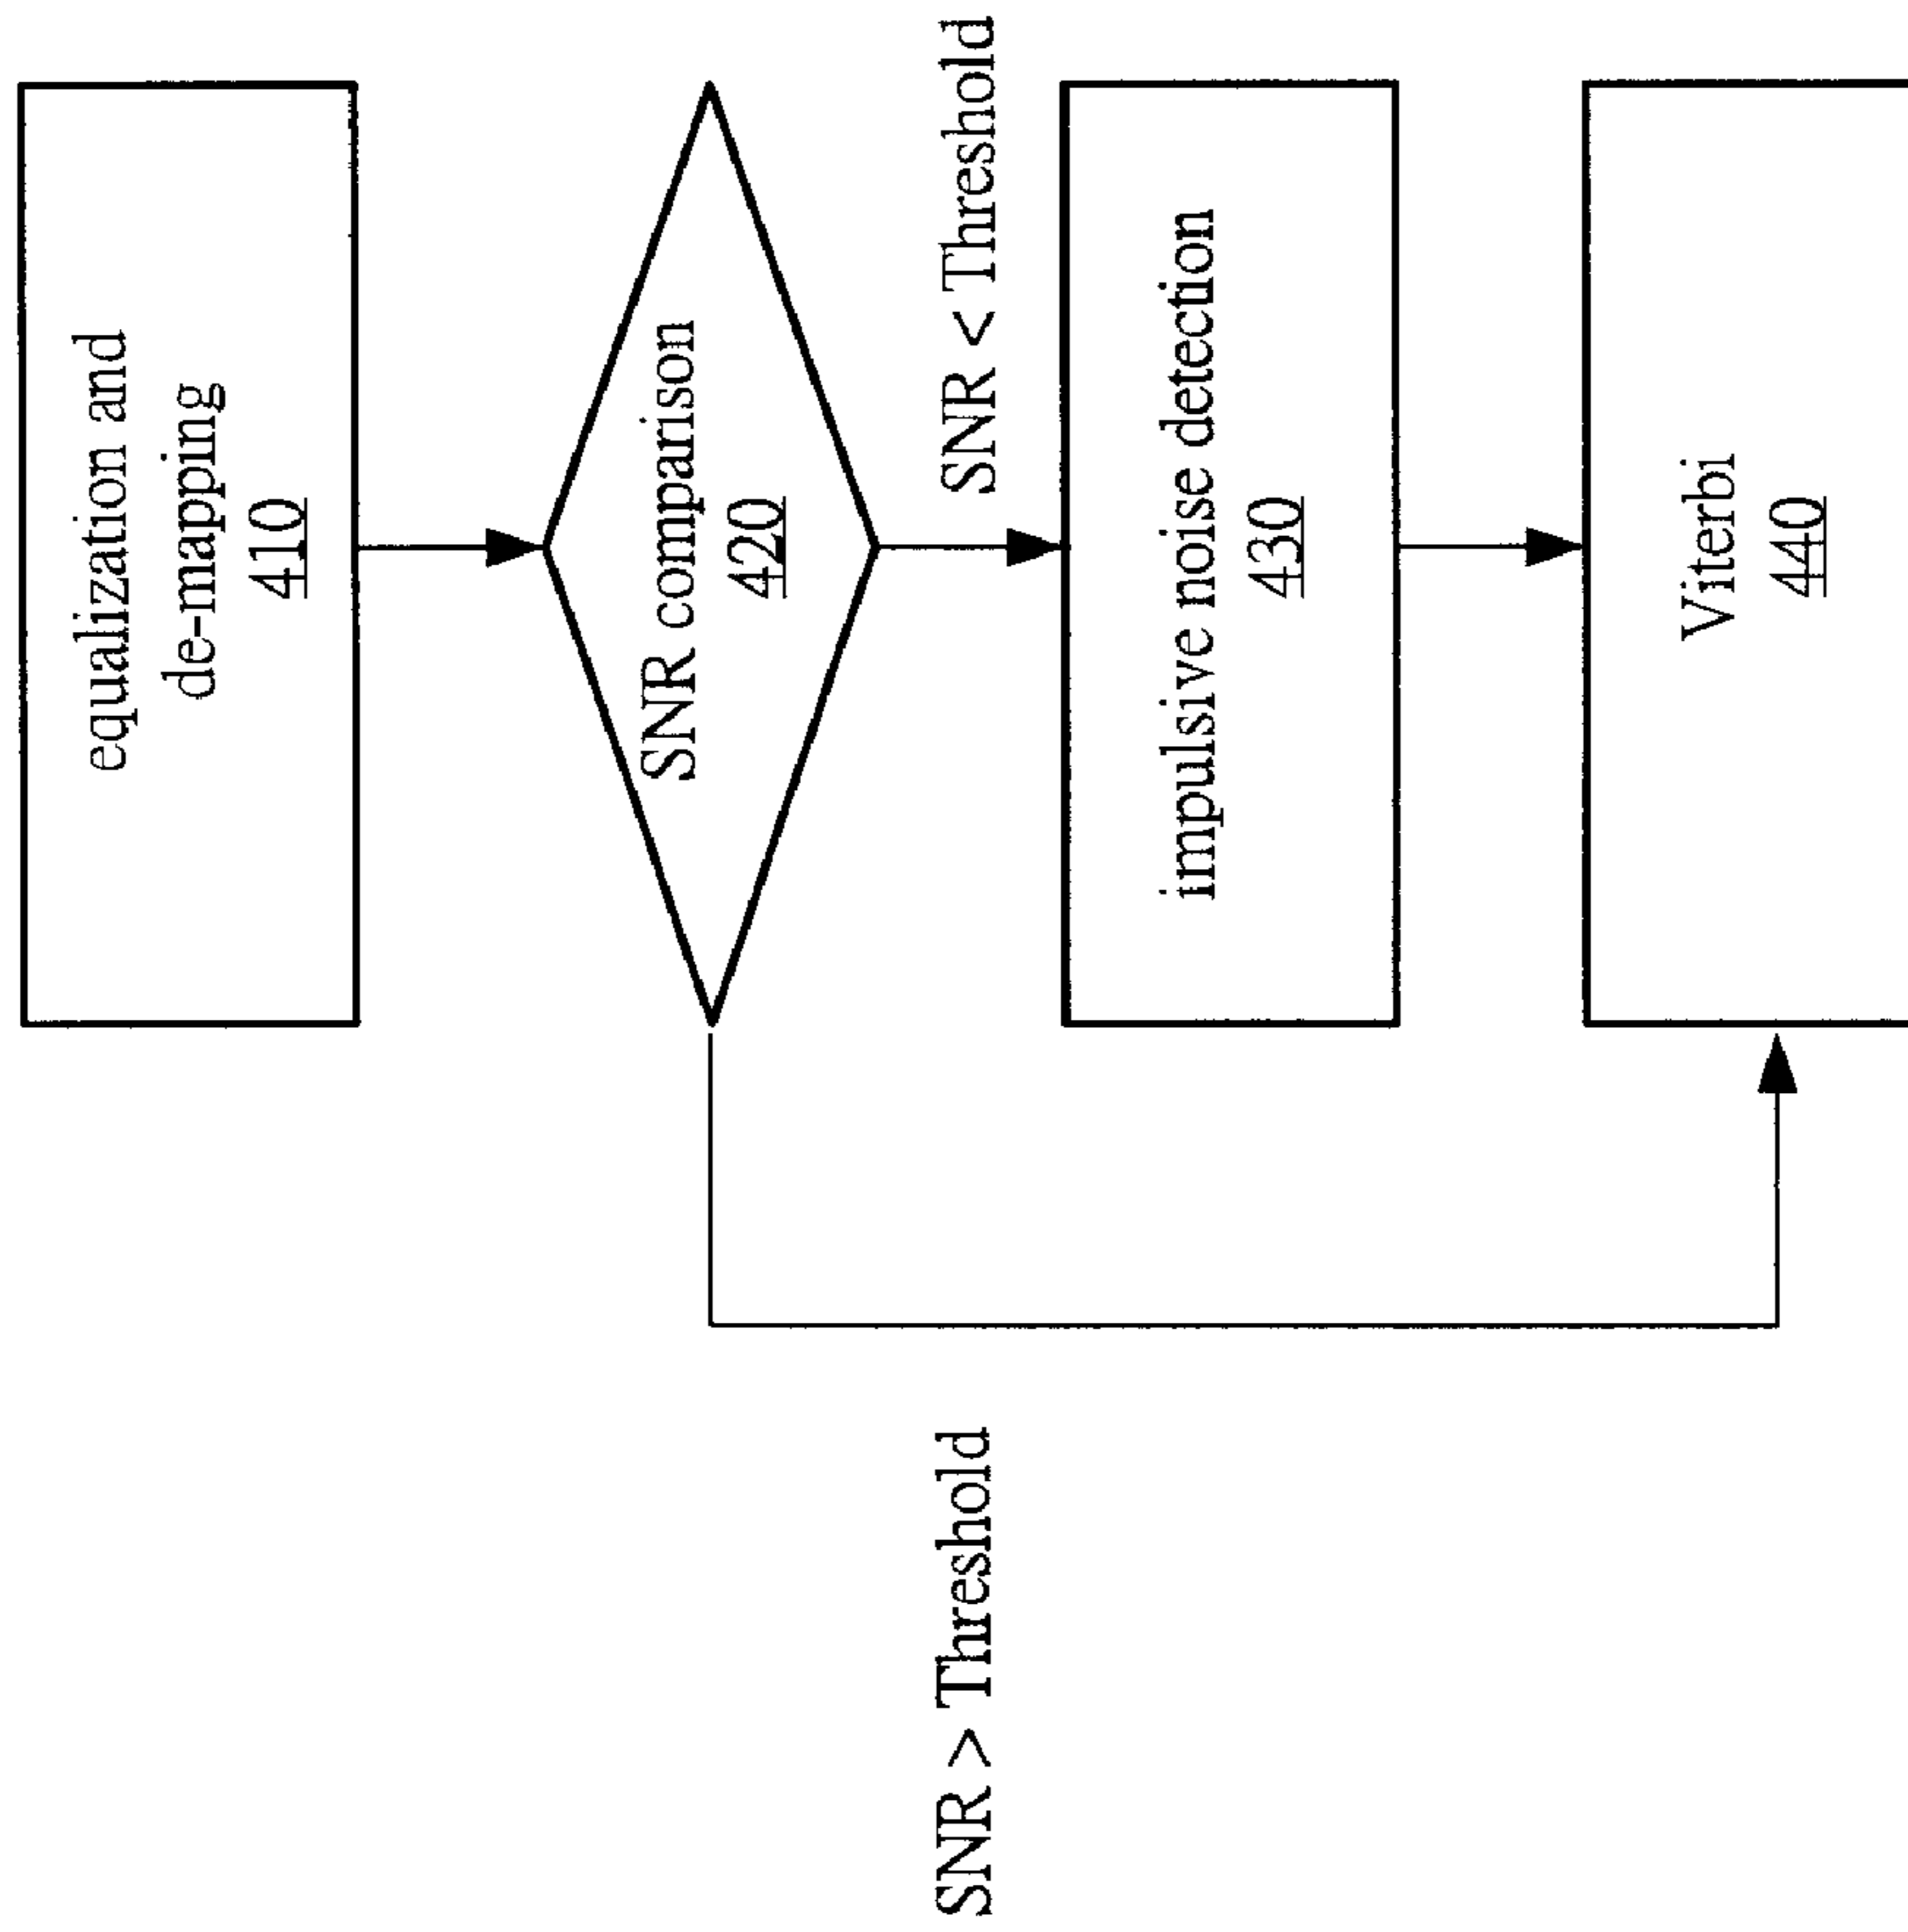 equalization and
de-mapping
410
SNR comparison
420
SNR < Threshold
SNR > Threshold
impulsive noise detection
430
Viterbi
440